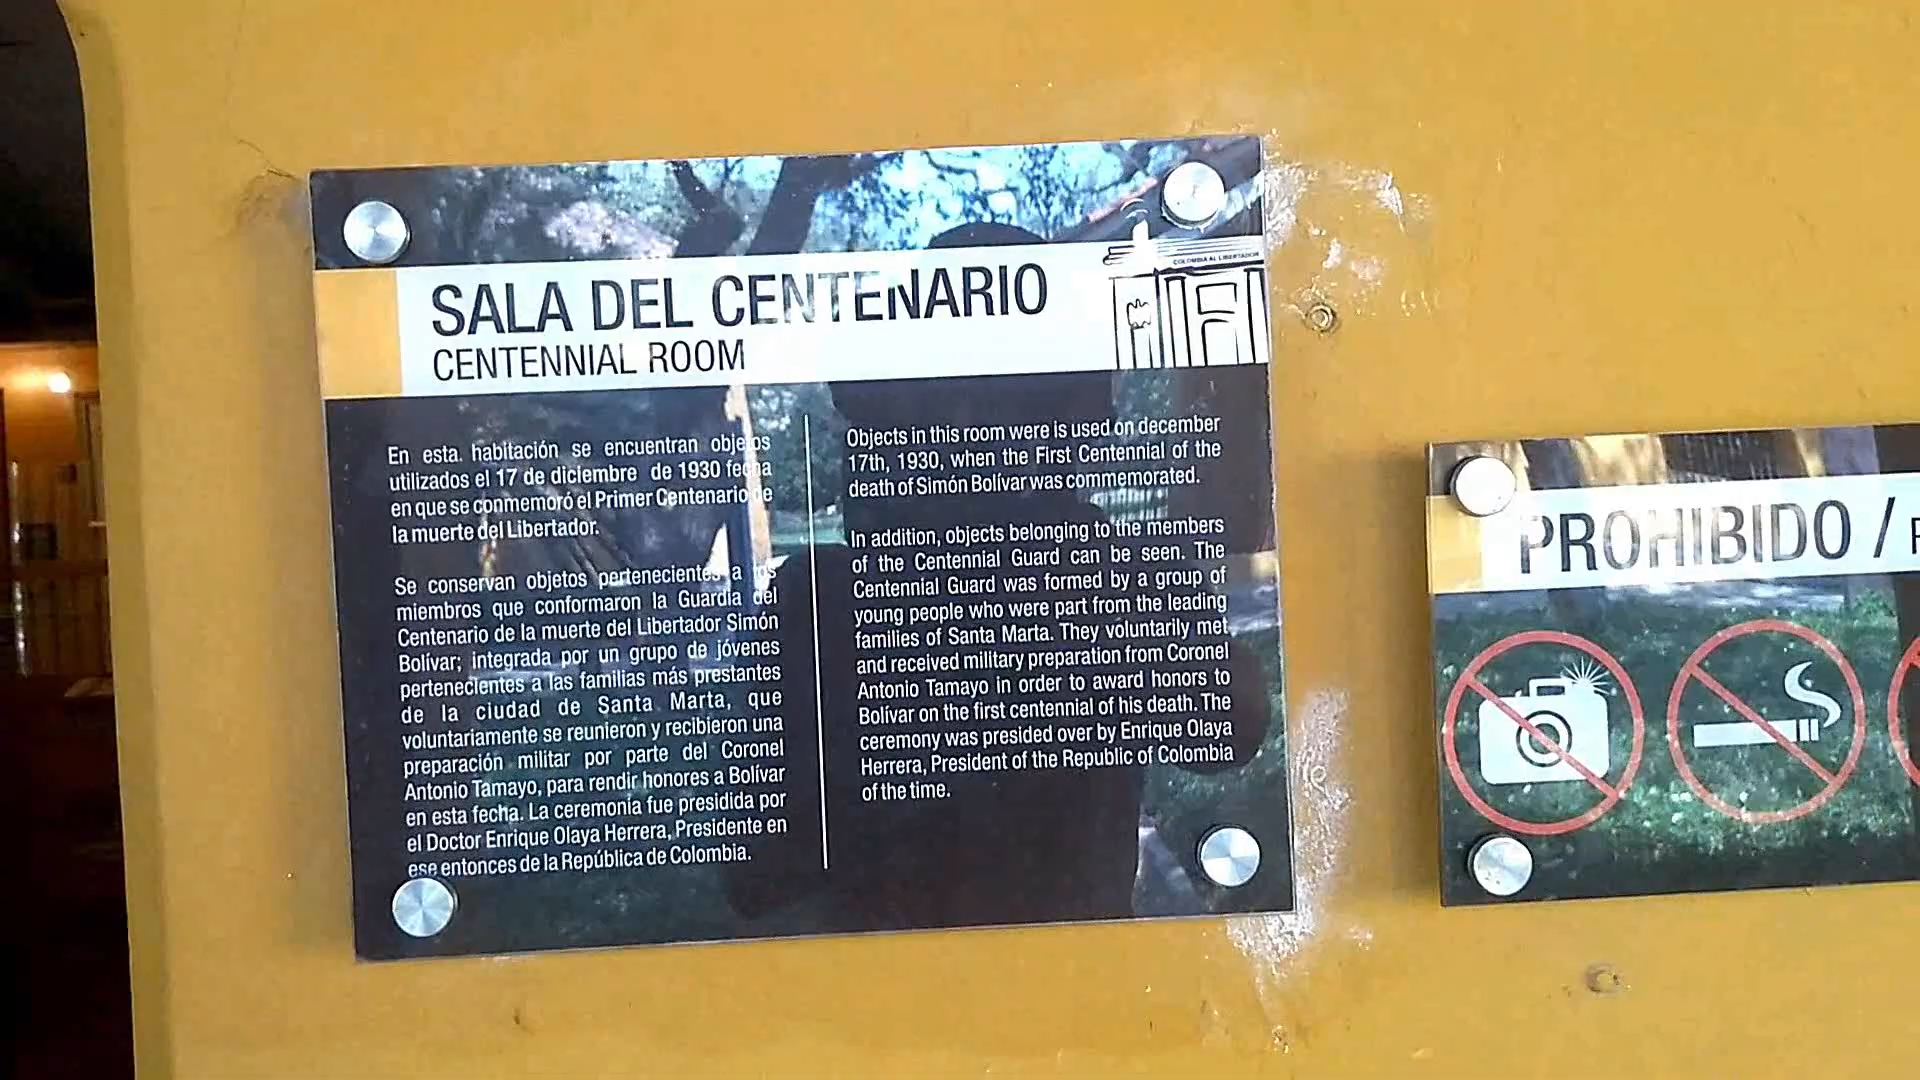 SALA DEL CENTENARIO
CENTENNIAL ROOM
COLOMBIA AL LIBERTADOR
En esta habitación se encuentran objetos
utilizados el 17 de diciembre de 1930 fecha
en que se conmemoró el Primer Centenario de
la muerte del Libertador.
Se conservan objetos pertenecientes a los
miembros que conformaron la Guardia del
Centenario de la muerte del Libertador Simón
Bolívar; integrada por un grupo de jóvenes
pertenecientes a las familias más prestantes
de la ciudad de Santa Marta, que
voluntariamente se reunieron y recibieron una
preparación militar por parte del Coronel
Antonio Tamayo, para rendir honores a Bolívar
en esta fecha. La ceremonia fue presidida por
el Doctor Enrique Olaya Herrera, Presidente en
ese entonces de la República de Colombia.
Objects in this room were is used on december
17th, 1930, when the First Centennial of the
death of Simón Bolívar was commemorated.
In addition, objects belonging to the members
of the Centennial Guard can be seen. The
Centennial Guard was formed by a group of
young people who were part from the leading
families of Santa Marta. They voluntarily met
and received military preparation from Coronel
Antonio Tamayo in order to award honors to
Bolívar on the first centennial of his death. The
ceremony was presided over by Enrique Olaya
Herrera, President of the Republic of Colombia
of the time.
PROHIBIDO /